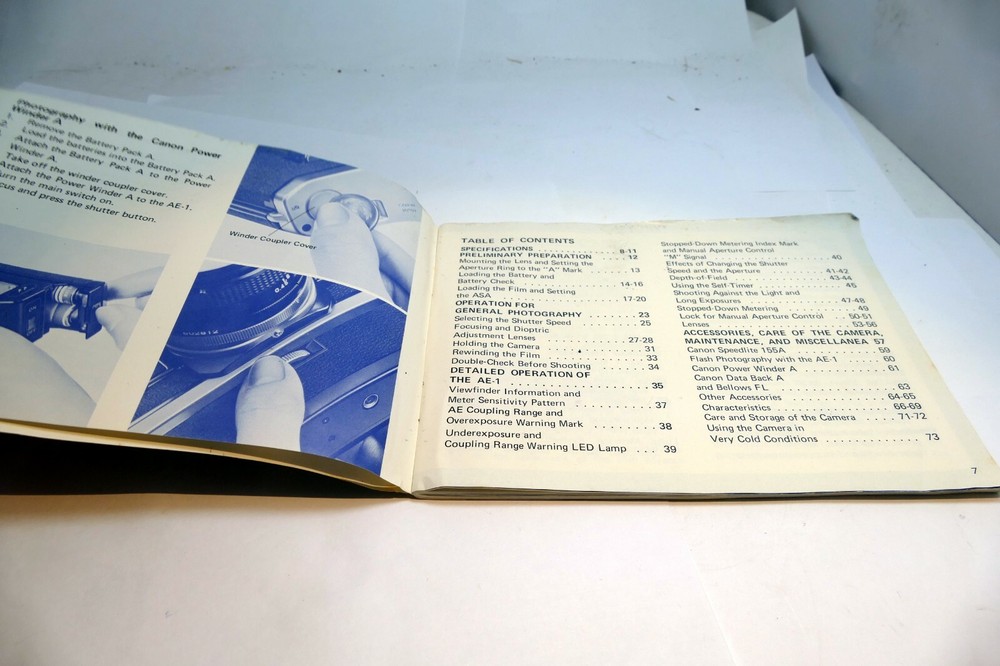 Photography with the Canon Power
Winder A
1. Remove the Battery Pack A.
2. Load the batteries into the Battery Pack A.
Attach the Battery Pack A to the Power
Winder A.
Take off the winder coupler cover.
Attach the Power Winder A to the AE-1.
urn the main switch on.
cus and press the shutter button.
Winder Coupler Cover
TABLE OF CONTENTS
SPECIFICATIONS . . . . . . . . . . . . 8-11
PRELIMINARY PREPARATION . . 12
Mounting the Lens and Setting the
Aperture Ring to the "A" Mark . . . . 13
Loading the Battery and
Battery Check . . . . . . . . . . . . 14-16
Loading the Film and Setting
the ASA . . . . . . . . . . . . . . . 17-20
OPERATION FOR
GENERAL PHOTOGRAPHY . . . . . . 23
Selecting the Shutter Speed . . . . . . 25
Focusing and Dioptric
Adjustment Lenses . . . . . . . . . . 27-28
Holding the Camera . . . . . . . . . . 31
Rewinding the Film . . . . . . . . . . 33
Double-Check Before Shooting . . . . . 34
DETAILED OPERATION OF
THE AE-1 . . . . . . . . . . . . . . 35
Viewfinder Information and
Meter Sensitivity Pattern . . . . . . . 37
AE Coupling Range and
Overexposure Warning Mark . . . . . . 38
Underexposure and
Coupling Range Warning LED Lamp . . . 39
Stopped-Down Metering Index Mark
and Manual Aperture Control
"M" Signal . . . . . . . . . . . . . . 40
Effects of Changing the Shutter
Speed and the Aperture . . . . . . . 41-42
Depth-of-Field . . . . . . . . . . . . 43-44
Using the Self-Timer . . . . . . . . . 45
Shooting Against the Light and
Long Exposures . . . . . . . . . . . 47-48
Stopped-Down Metering . . . . . . . . 49
Lock for Manual Aperture Control . . . 50-51
Lenses . . . . . . . . . . . . . . . . 53-56
ACCESSORIES, CARE OF THE CAMERA,
MAINTENANCE, AND MISCELLANEA 57
Canon Speedlite 155A . . . . . . . . . 59
Flash Photography with the AE-1 . . . . 60
Canon Power Winder A . . . . . . . . . 61
Canon Data Back A
and Bellows FL . . . . . . . . . . . . 63
Other Accessories . . . . . . . . . . 64-65
Characteristics . . . . . . . . . . . 66-69
Care and Storage of the Camera . . . . 71-72
Using the Camera in
Very Cold Conditions . . . . . . . . . 73
7